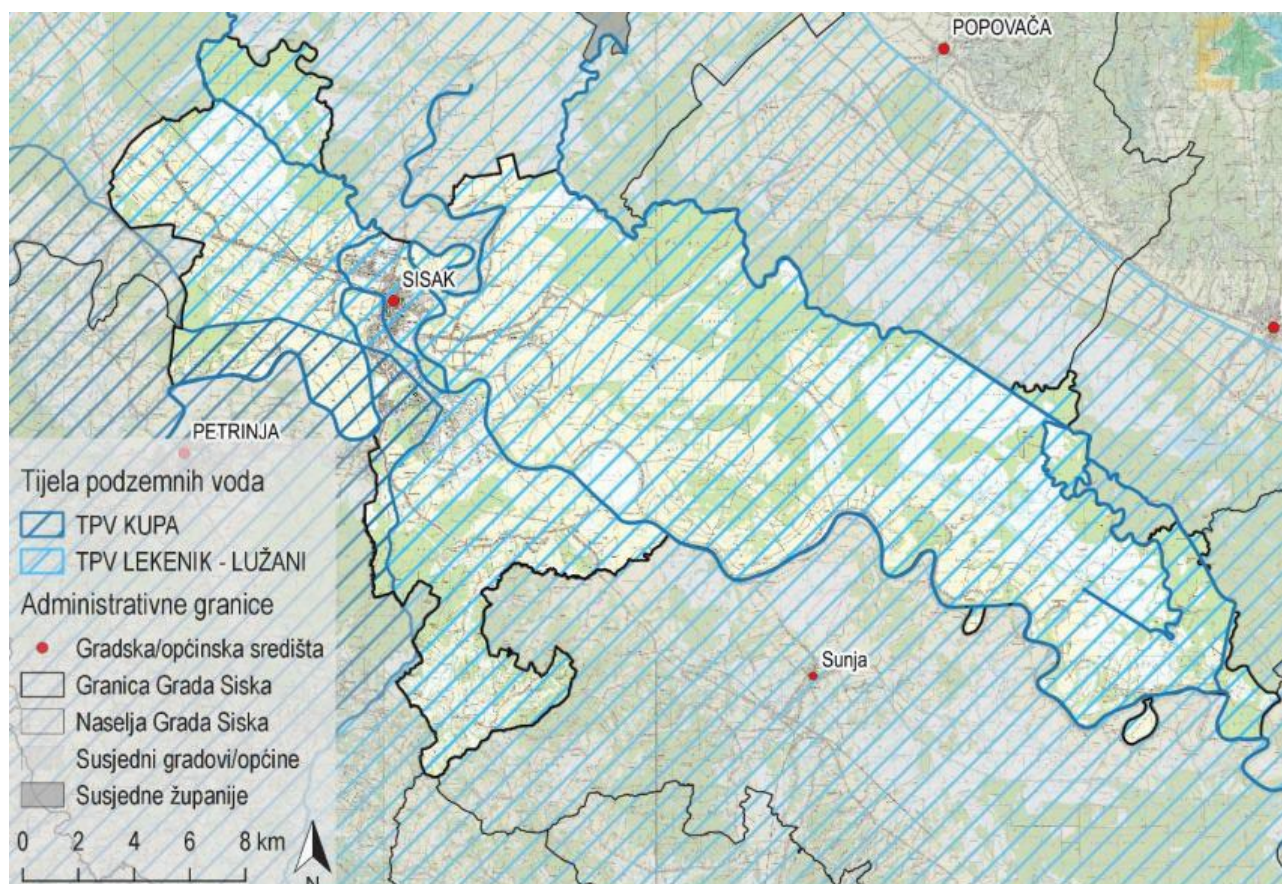 POPOVAČA
SISAK
PETRINJA
Sunja
Tijela podzemnih voda
TPV KUPA
TPV LEKENIK - LUŽANI
Administrativne granice
Gradska/općinska središta
Granica Grada Siska
Naselja Grada Siska
Susjedni gradovi/općine
Susjedne županije
0 2 4 6 8 km
N